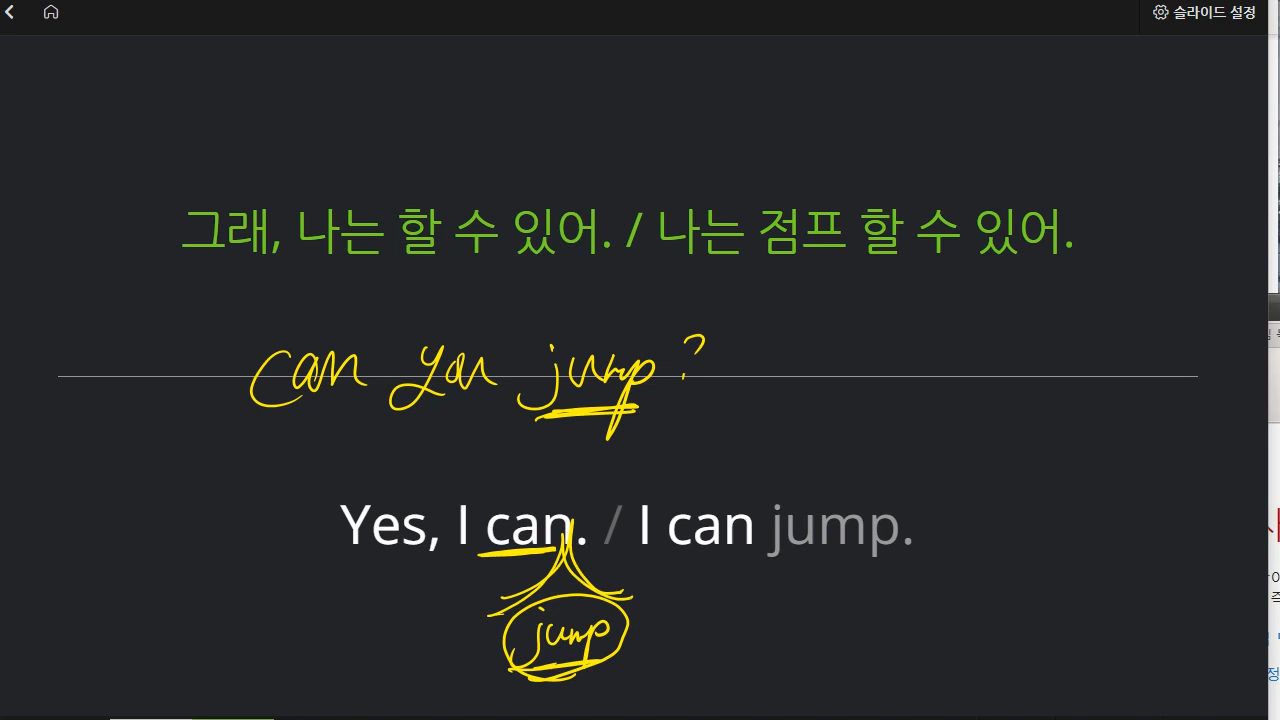 슬라이드 설정
그래, 나는 할 수 있어. / 나는 점프 할 수 있어.
can you jump?
Yes, I can. / I can jump.
jump